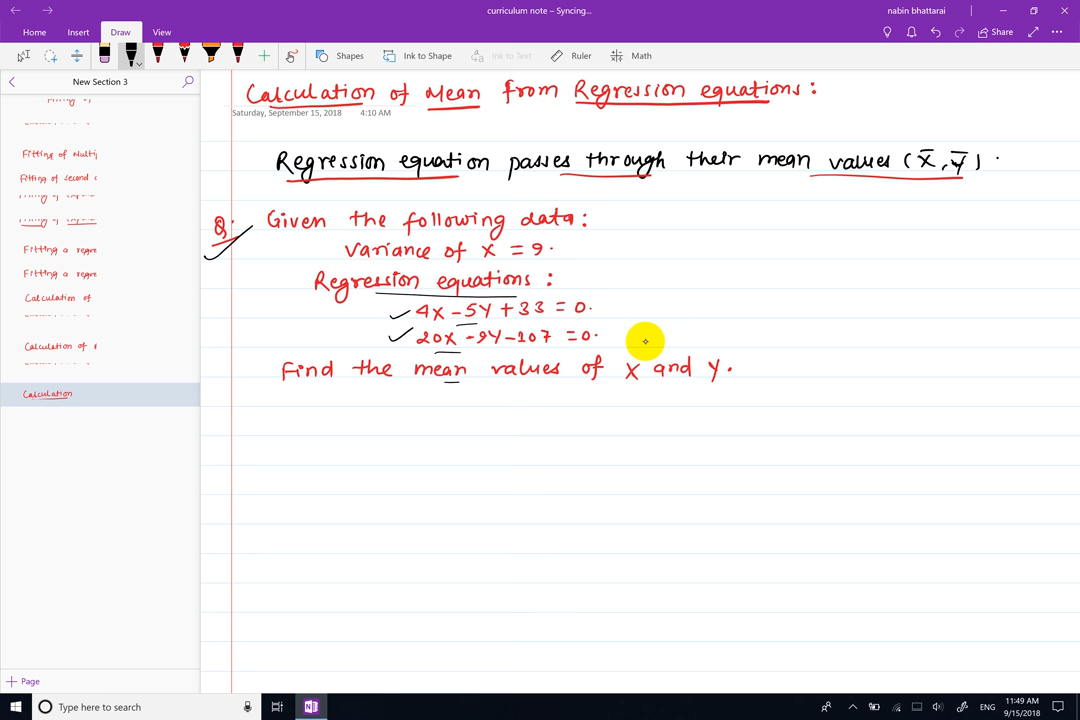 curriculum note – Syncing...
nabin bhattarai
Home Insert Draw View
Share
Shapes Ink to Shape Ink to Text Ruler Math
New Section 3
Calculation of Mean from Regression equations:
Saturday, September 15, 2018 4:10 AM
Regression equation passes through their mean values (X̄, Ȳ).
Fitting of Multip
Fitting of second o
Fitting a regre
Fitting a regre
Calculation of
Calculation of
Calculation
Q: Given the following data:
Variance of X = 9.
Regression equations:
4X - 5Y + 33 = 0.
20X - 9Y - 107 = 0.
Find the mean values of X and Y.
Page
Type here to search
ENG
11:49 AM
9/15/2018